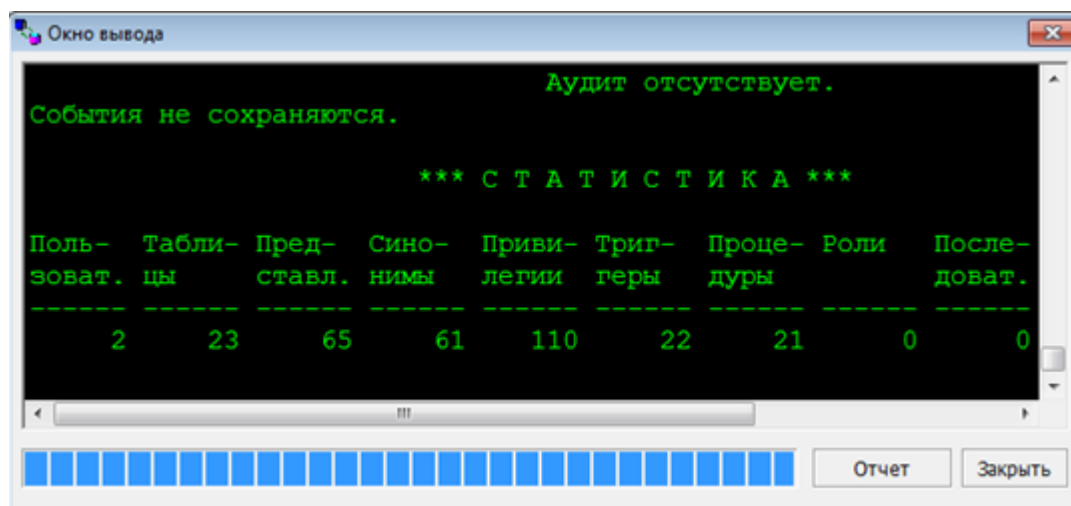 Окно вывода
Аудит отсутствует.
События не сохраняются.
*** С Т А Т И С Т И К А ***
Поль- Табли- Пред- Сино- Приви- Триг- Проце- Роли После-
зоват. цы ставл. нимы легии геры дуры доват.
------ ------ ------ ------ ------ ------ ------ ------ ------
2 23 65 61 110 22 21 0 0
Отчет Закрыть